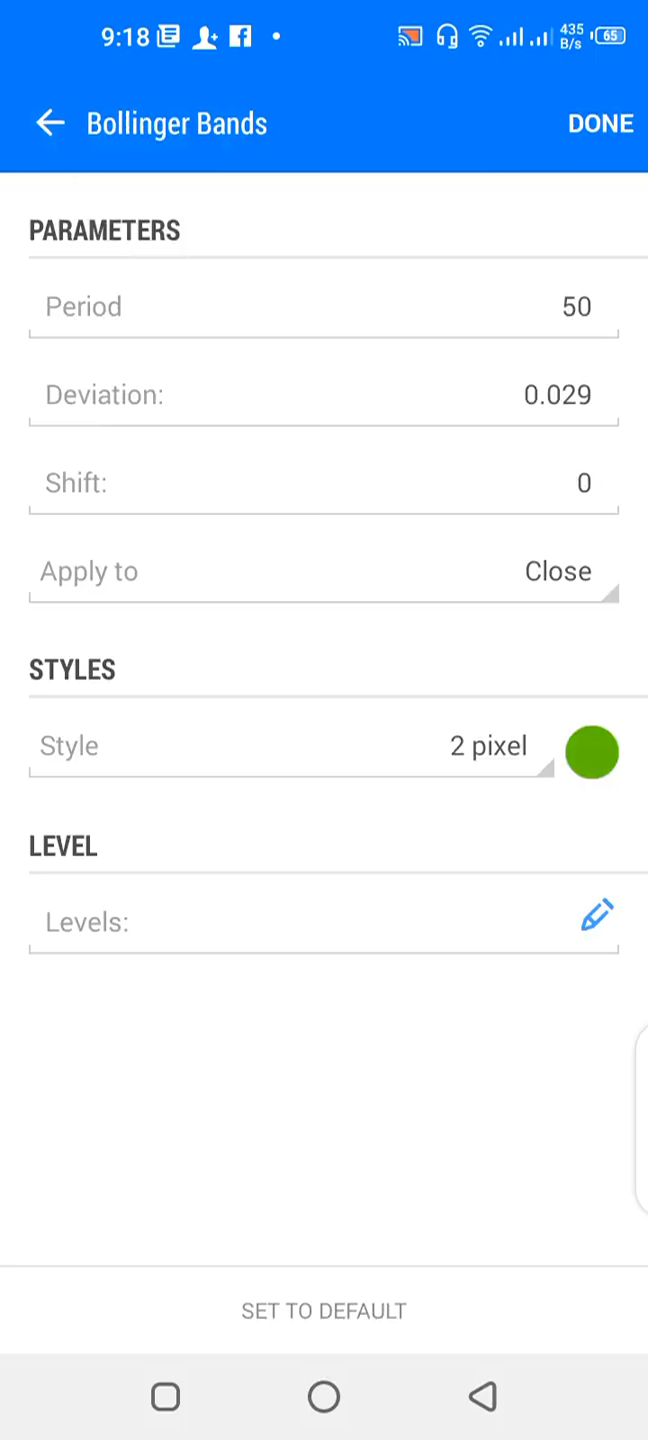 9:18 435 B/s 65
Bollinger Bands DONE
PARAMETERS
Period 50
Deviation: 0.029
Shift: 0
Apply to Close
STYLES
Style 2 pixel
LEVEL
Levels:
SET TO DEFAULT